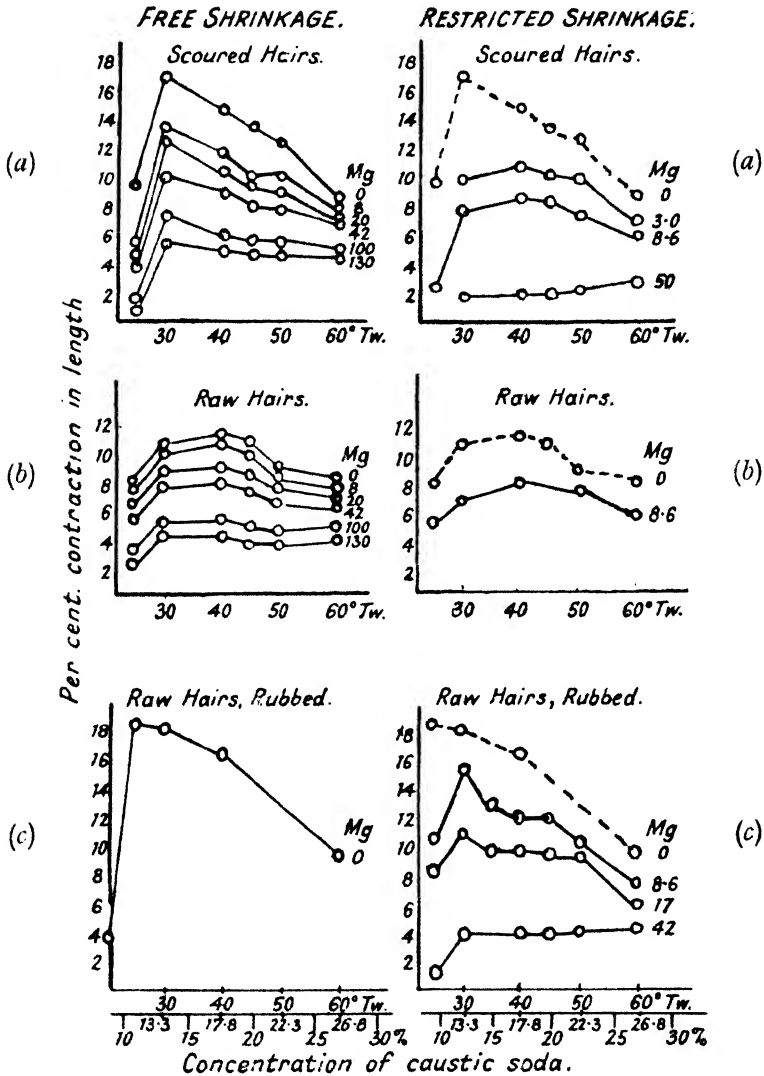 FREE SHRINKAGE.
RESTRICTED SHRINKAGE.
Per cent. contraction in length
(a)
Scoured Hairs.
18
16
14
12
10
8
6
4
2
Mg
0
8
20
42
100
130
30 40 50 60° Tw.
Scoured Hairs.
18
16
14
12
10
8
6
4
2
Mg
0
3.0
8.6
50
30 40 50 60° Tw.
(a)
(b)
Raw Hairs.
12
10
8
6
4
2
Mg
0
8
20
42
100
130
30 40 50 60° Tw.
Raw Hairs.
12
10
8
6
4
2
Mg
0
8·6
30 40 50 60° Tw.
(b)
(c)
Raw Hairs, Rubbed.
18
16
14
12
10
8
6
4
2
Mg
0
30 40 50 60° Tw.
13·3 17·8 22·3 26·8
10 15 20 25 30%
Raw Hairs, Rubbed.
18
16
14
12
10
8
6
4
2
Mg
0
8·6
17
42
30 40 50 60° Tw.
13·3 17·8 22·3 26·8
10 15 20 25 30%
(c)
Concentration of caustic soda.